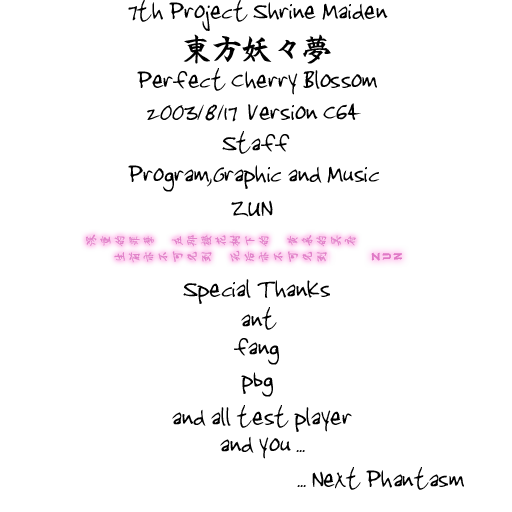 7th Project Shrine Maiden
東方妖々夢
Perfect Cherry Blossom
2003/8/17 Version C64
Staff
Program,Graphic and Music
ZUN
ZUN
Special Thanks
ant
fang
pbg
and all test player
and you ...
... Next Phantasm